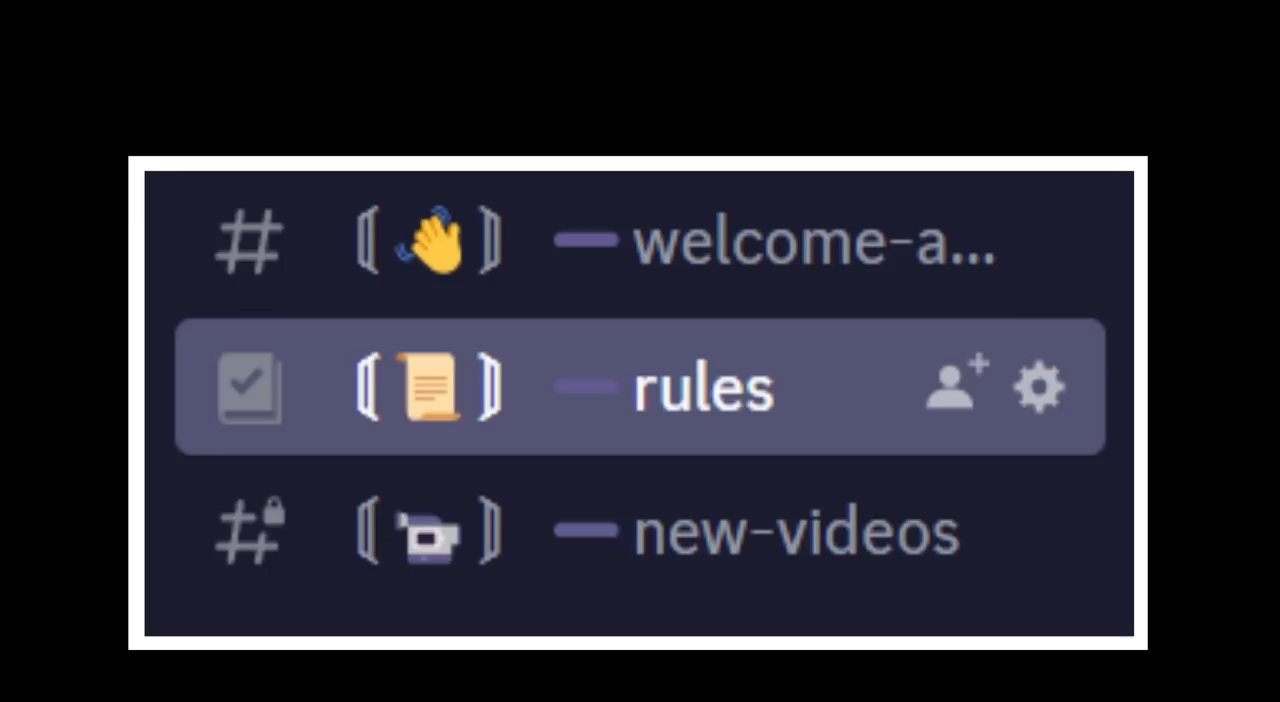 # ⟬👋⟭ ➖welcome-a...
⟬📜⟭ ➖rules
# ⟬📹⟭ ➖new-videos